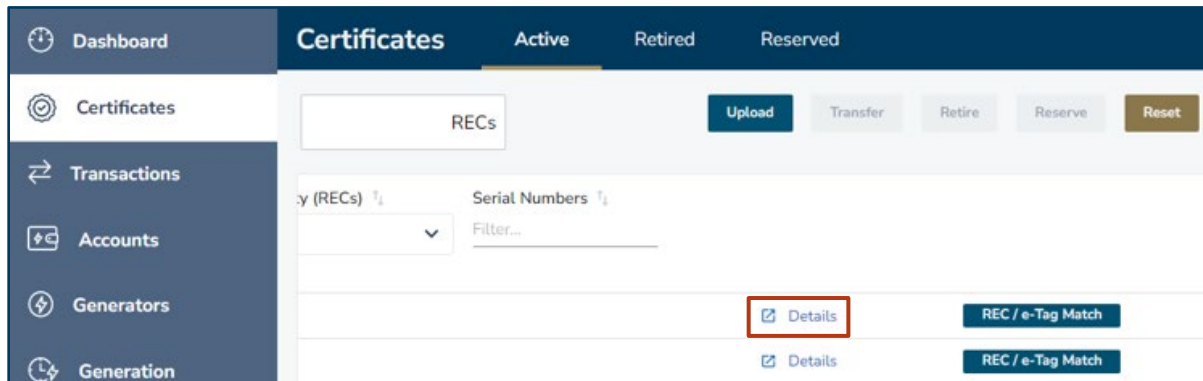 Dashboard
Certificates
Transactions
Accounts
Generators
Generation
Certificates Active Retired Reserved
RECs Upload Transfer Retire Reserve Reset
ty (RECs) Serial Numbers
Filter...
Details REC / e-Tag Match
Details REC / e-Tag Match